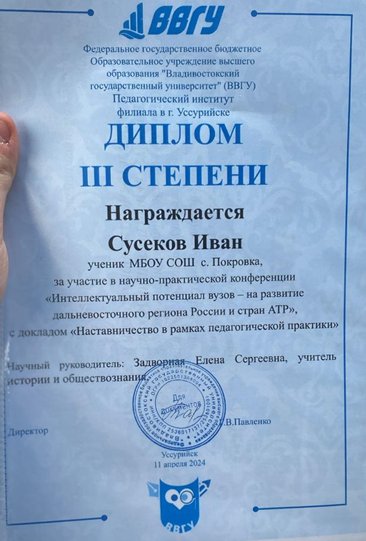 ВВГУ
Федеральное государственное бюджетное
Образовательное учреждение высшего
образования "Владивостокский
государственный университет" (ВВГУ)
Педагогический институт
филиала в г. Уссурийске
ДИПЛОМ
III СТЕПЕНИ
Награждается
Сусеков Иван
ученик МБОУ СОШ с. Покровка,
за участие в научно-практической конференции
«Интеллектуальный потенциал вузов – на развитие
дальневосточного региона России и стран АТР»,
с докладом «Наставничество в рамках педагогической практики»
Научный руководитель: Задворная Елена Сергеевна, учитель
истории и обществознания,
Для
документов
Директор
В.Павленко
Уссурийск
11 апреля 2024
ВВГУ